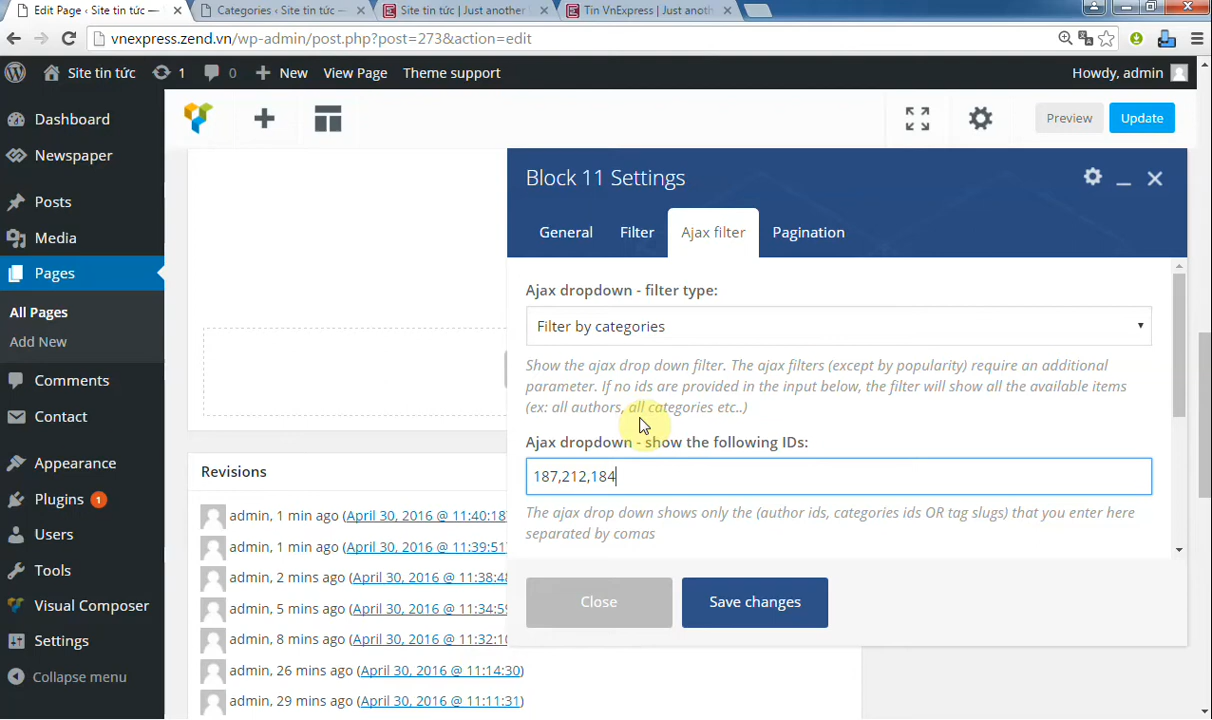 Edit Page ‹ Site tin tức —
Categories ‹ Site tin tức —
Site tin tức | Just another
Tin VnExpress | Just anoth
vnexpress.zend.vn/wp-admin/post.php?post=273&action=edit
Site tin tức
1
0
New
View Page
Theme support
Howdy, admin
Dashboard
Newspaper
Posts
Media
Pages
All Pages
Add New
Comments
Contact
Appearance
Plugins 1
Users
Tools
Visual Composer
Settings
Collapse menu
Preview
Update
Block 11 Settings
General
Filter
Ajax filter
Pagination
Ajax dropdown - filter type:
Filter by categories
Show the ajax drop down filter. The ajax filters (except by popularity) require an additional
parameter. If no ids are provided in the input below, the filter will show all the available items
(ex: all authors, all categories etc..)
Ajax dropdown - show the following IDs:
187,212,184
The ajax drop down shows only the (author ids, categories ids OR tag slugs) that you enter here
separated by comas
Close
Save changes
Revisions
admin, 1 min ago (April 30, 2016 @ 11:40:18
admin, 1 min ago (April 30, 2016 @ 11:39:51
admin, 2 mins ago (April 30, 2016 @ 11:38:48
admin, 5 mins ago (April 30, 2016 @ 11:34:59
admin, 8 mins ago (April 30, 2016 @ 11:32:10
admin, 26 mins ago (April 30, 2016 @ 11:14:30)
admin, 29 mins ago (April 30, 2016 @ 11:11:31)